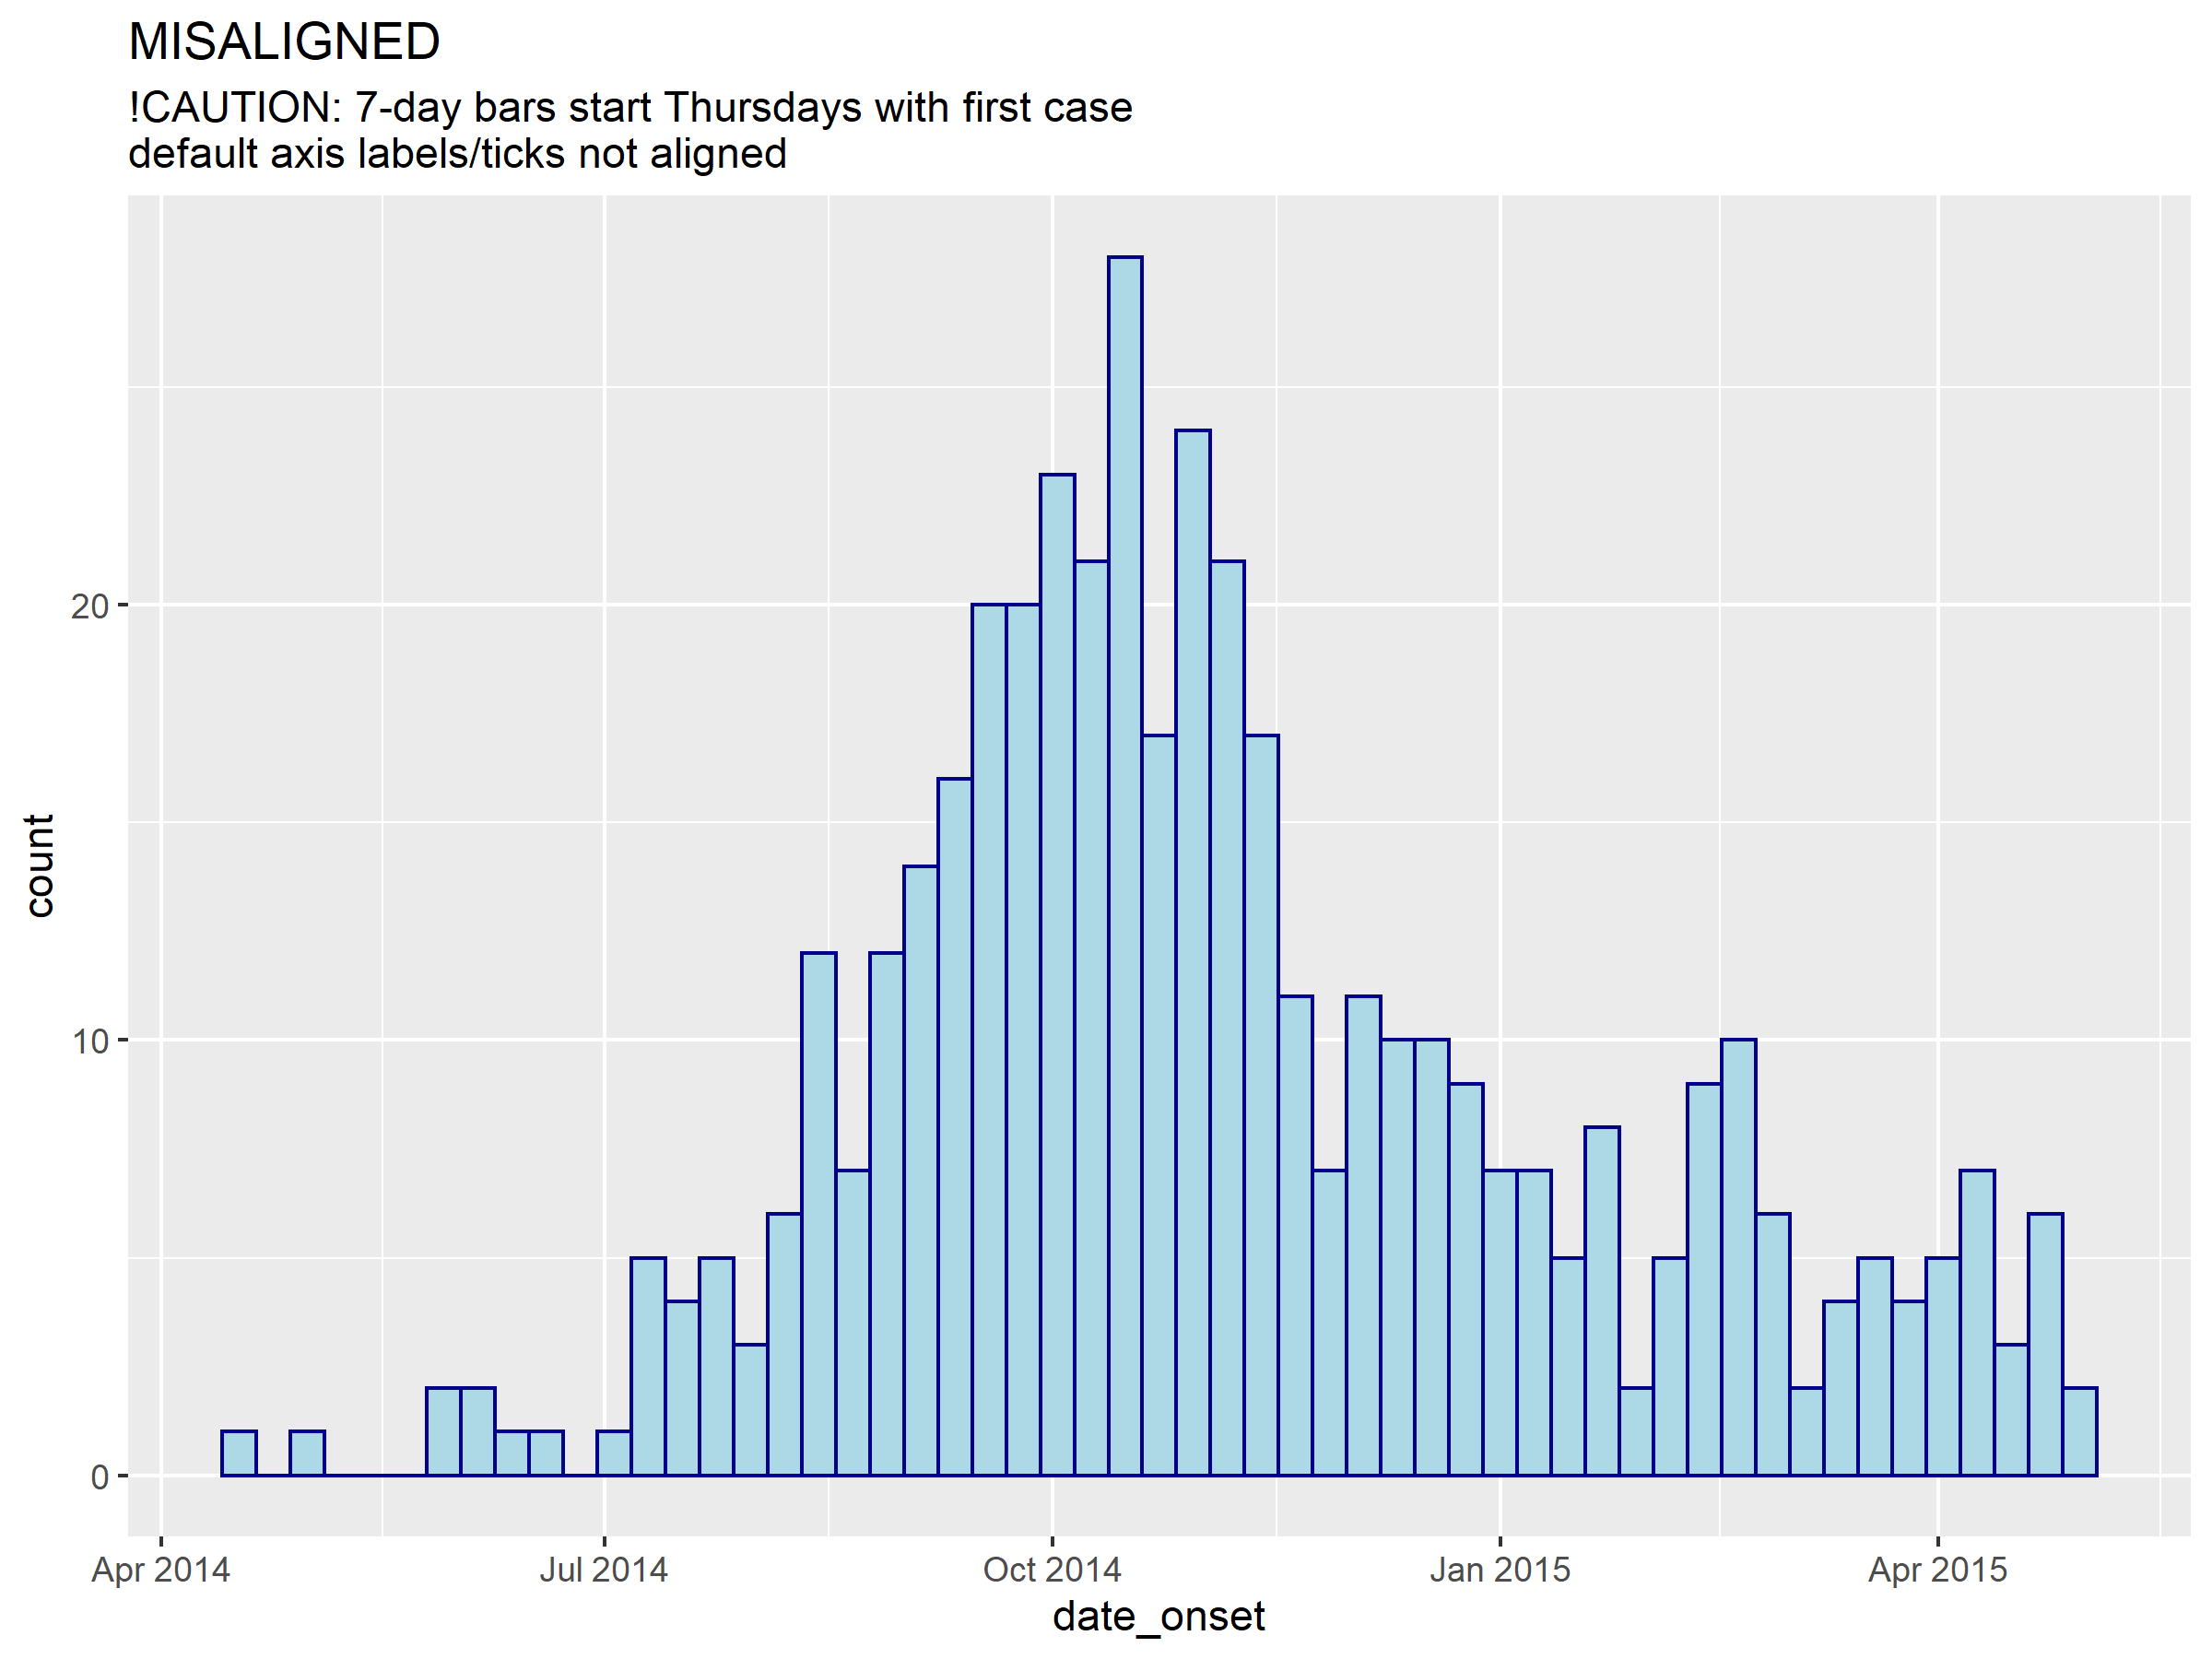 MISALIGNED
!CAUTION: 7-day bars start Thursdays with first case
default axis labels/ticks not aligned
count
20
10
0
Apr 2014
Jul 2014
Oct 2014
Jan 2015
Apr 2015
date_onset